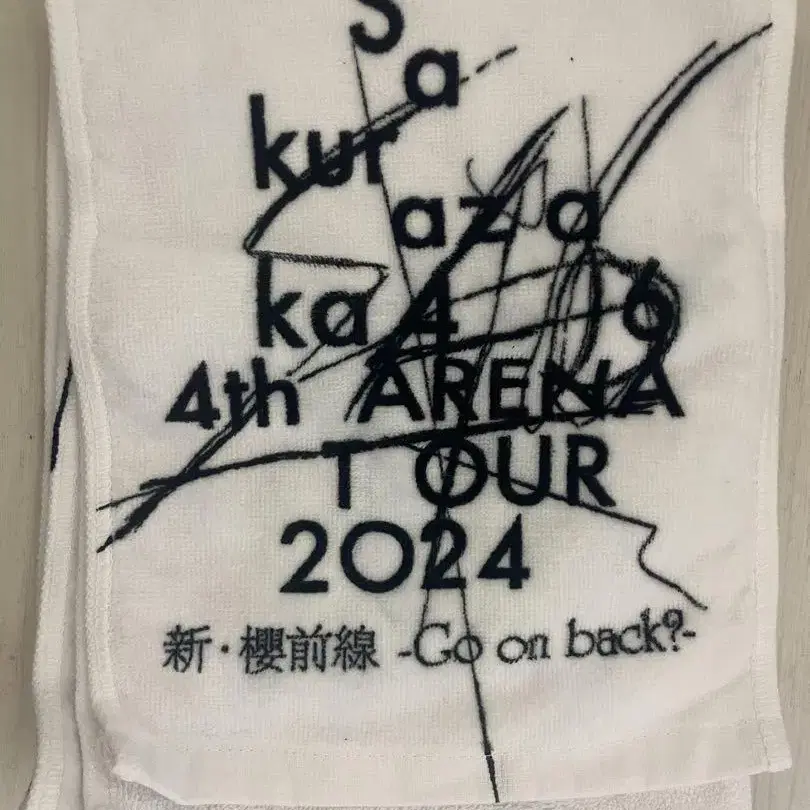 Sa
kur
aza
ka46
4th ARENA
TOUR
2024
新・櫻前線 -Go on back?-